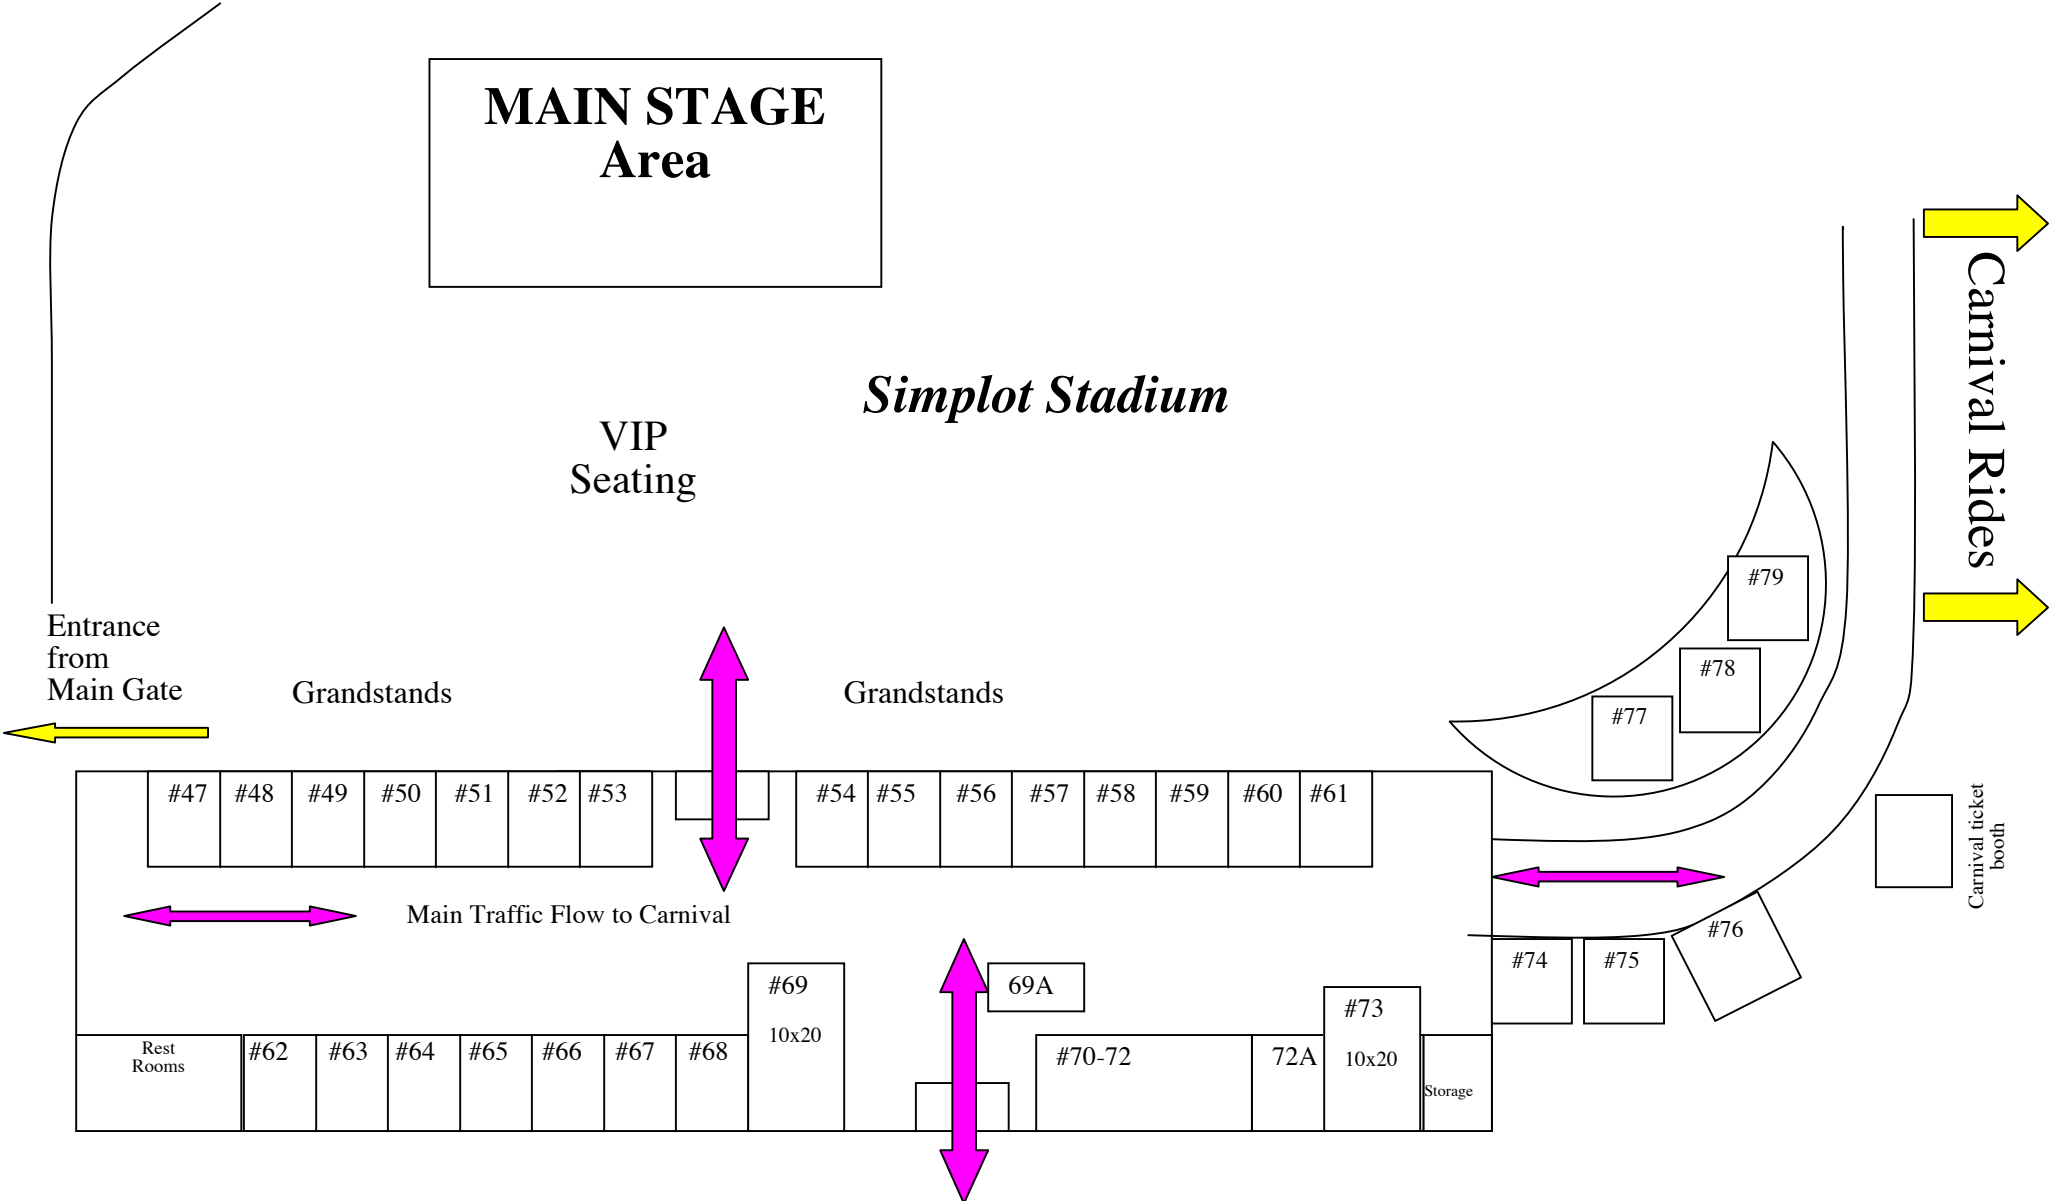 MAIN STAGE
Area
Carnival Rides
Simplot Stadium
VIP
Seating
#79
Entrance
from
Main Gate
#78
Grandstands
Grandstands
#77
#47
#48
#49
#50
#51
#52
#53
#54
#55
#56
#57
#58
#59
#60
#61
Carnival ticket
booth
Main Traffic Flow to Carnival
#76
#74
#75
#69
10x20
69A
#73
10x20
Rest
Rooms
#62
#63
#64
#65
#66
#67
#68
#70-72
72A
Storage